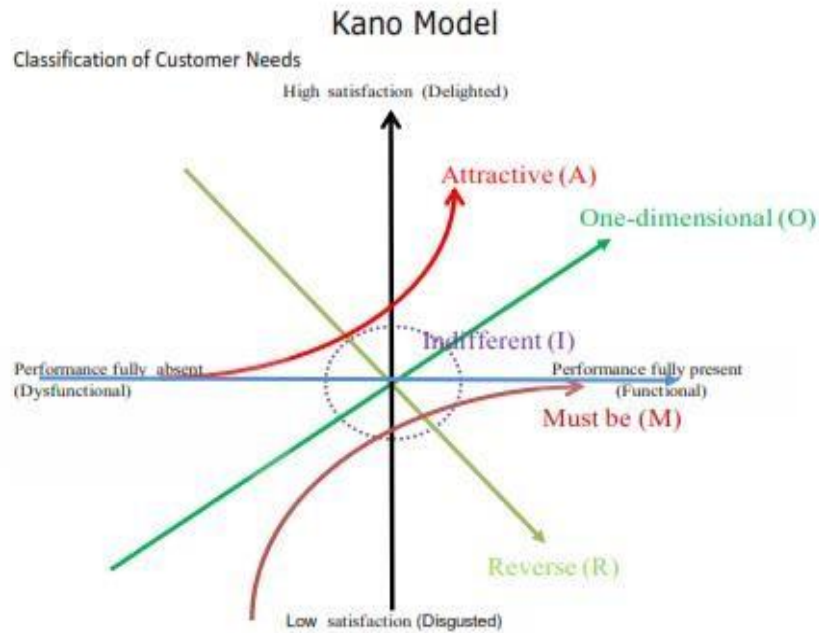 Kano Model
Classification of Customer Needs
High satisfaction (Delighted)
Attractive (A)
One-dimensional (O)
Indifferent (I)
Performance fully absent
(Dysfunctional)
Performance fully present
(Functional)
Must be (M)
Reverse (R)
Low satisfaction (Disgusted)